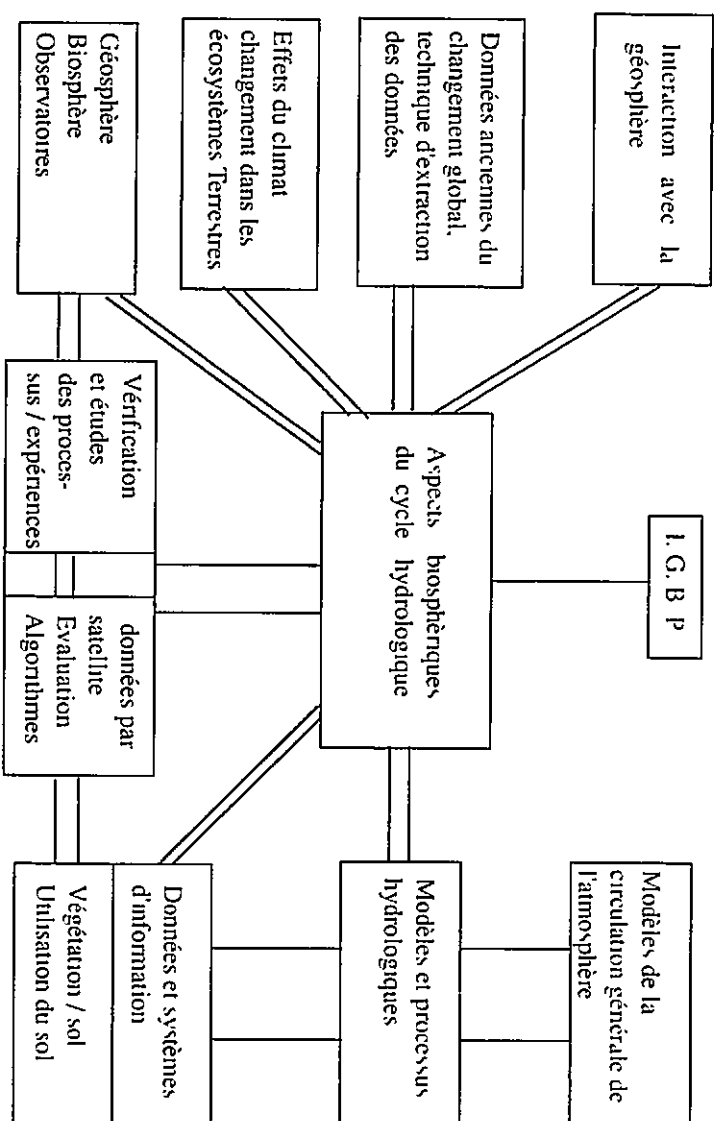 Interaction avec la
géosphère
Données anciennes du
changement global.
technique d'extraction
des données
Effets du climat
changement dans les
écosystèmes Terrestres
Géosphère
Biosphère
Observatoires
I. G. B P
Aspects biosphèriques
du cycle hydrologique
Vérification
et études
des proces-
sus / expériences
données par
satellite
Evaluation
Algorithmes
Modèles de la
circulation générale de
l'atmosphère
Modèles et processus
hydrologiques
Données et systèmes
d'information
Végétation / sol
Utilisation du sol